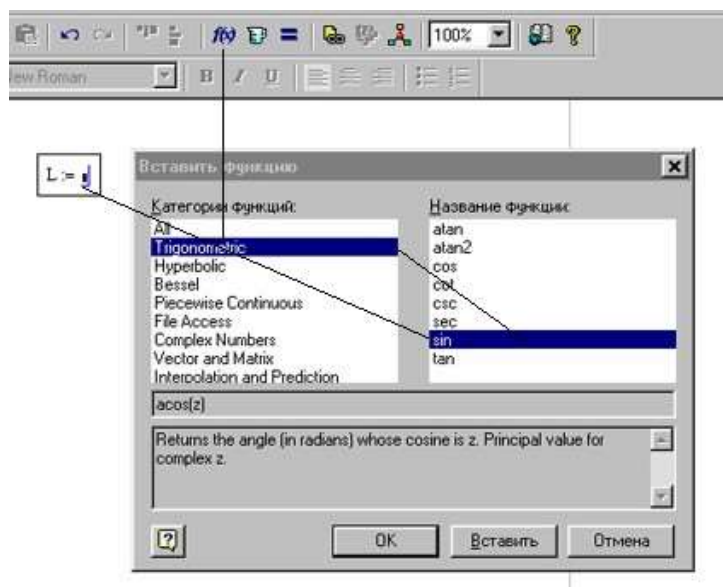 f(x) 100%
New Roman B I U
L :=
Вставить функцию
Категории функций:
Название функции:
All
Trigonometric
Hyperbolic
Bessel
Piecewise Continuous
File Access
Complex Numbers
Vector and Matrix
Interpolation and Prediction
atan
atan2
cos
cot
csc
sec
sin
tan
acos(z)
Returns the angle (in radians) whose cosine is z. Principal value for
complex z.
OK Вставить Отмена